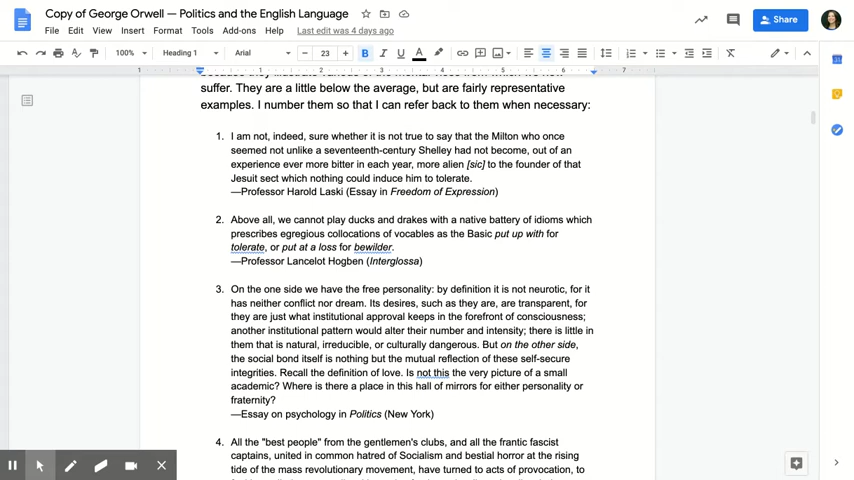 Copy of George Orwell — Politics and the English Language
File Edit View Insert Format Tools Add-ons Help Last edit was 4 days ago
Share
100% Heading 1 Arial 23 B I U A
1 1 2 3 4 5 6 7
suffer. They are a little below the average, but are fairly representative
examples. I number them so that I can refer back to them when necessary:
1. I am not, indeed, sure whether it is not true to say that the Milton who once
seemed not unlike a seventeenth-century Shelley had not become, out of an
experience ever more bitter in each year, more alien [sic] to the founder of that
Jesuit sect which nothing could induce him to tolerate.
—Professor Harold Laski (Essay in Freedom of Expression)
2. Above all, we cannot play ducks and drakes with a native battery of idioms which
prescribes egregious collocations of vocables as the Basic put up with for
tolerate, or put at a loss for bewilder.
—Professor Lancelot Hogben (Interglossa)
3. On the one side we have the free personality: by definition it is not neurotic, for it
has neither conflict nor dream. Its desires, such as they are, are transparent, for
they are just what institutional approval keeps in the forefront of consciousness;
another institutional pattern would alter their number and intensity; there is little in
them that is natural, irreducible, or culturally dangerous. But on the other side,
the social bond itself is nothing but the mutual reflection of these self-secure
integrities. Recall the definition of love. Is not this the very picture of a small
academic? Where is there a place in this hall of mirrors for either personality or
fraternity?
—Essay on psychology in Politics (New York)
4. All the "best people" from the gentlemen's clubs, and all the frantic fascist
captains, united in common hatred of Socialism and bestial horror at the rising
tide of the mass revolutionary movement, have turned to acts of provocation, to